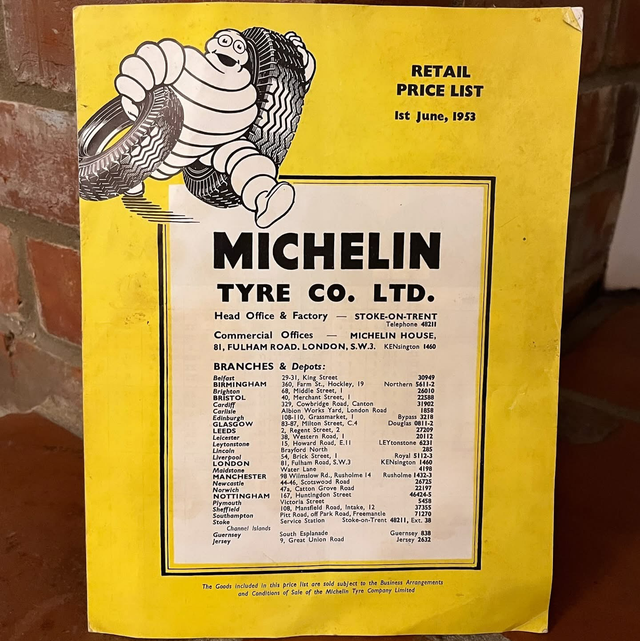 RETAIL
PRICE LIST
1st June, 1953
MICHELIN
TYRE CO. LTD.
Head Office & Factory — STOKE-ON-TRENT
Telephone 48211
Commercial Offices — MICHELIN HOUSE,
81, FULHAM ROAD, LONDON, S.W.3. KENsington 1460
BRANCHES & Depots:
Belfast 29-31, King Street 30949
BIRMINGHAM 360, Farm St., Hockley, 19 Northern 5611-2
Brighton 68, Middle Street, 1 26010
BRISTOL 40, Merchant Street, 1 22588
Cardiff 329, Cowbridge Road, Canton 31902
Carlisle Albion Works Yard, London Road 1858
Edinburgh 108-110, Grassmarket, 1 Bypass 3218
GLASGOW 83-87, Milton Street, C.4 Douglas 0811-2
LEEDS 2, Regent Street, 2 27209
Leicester 38, Western Road, 1 20112
Leytonstone 15, Howard Road, E.11 LEYtonstone 6231
Lincoln Brayford North 285
Liverpool 54, Brick Street, 1 Royal 5112-3
LONDON 81, Fulham Road, S.W.3 KENsington 1460
Maidstone Water Lane 4198
MANCHESTER 98 Wilmslow Rd., Rusholme 14 Rusholme 1432-3
Newcastle 44-46, Scotswood Road 26725
Norwich 47a, Catton Grove Road 22197
NOTTINGHAM 167, Huntingdon Street 46424-5
Plymouth Victoria Street 5458
Sheffield 108, Mansfield Road, Intake, 12 37355
Southampton Pitt Road, off Park Road, Freemantle 71270
Stoke Service Station Stoke-on-Trent 48211, Ext. 38
Channel Islands
Guernsey South Esplanade Guernsey 838
Jersey 9, Great Union Road Jersey 2632
The Goods included in this price list are sold subject to the Business Arrangements
and Conditions of Sale of the Michelin Tyre Company Limited